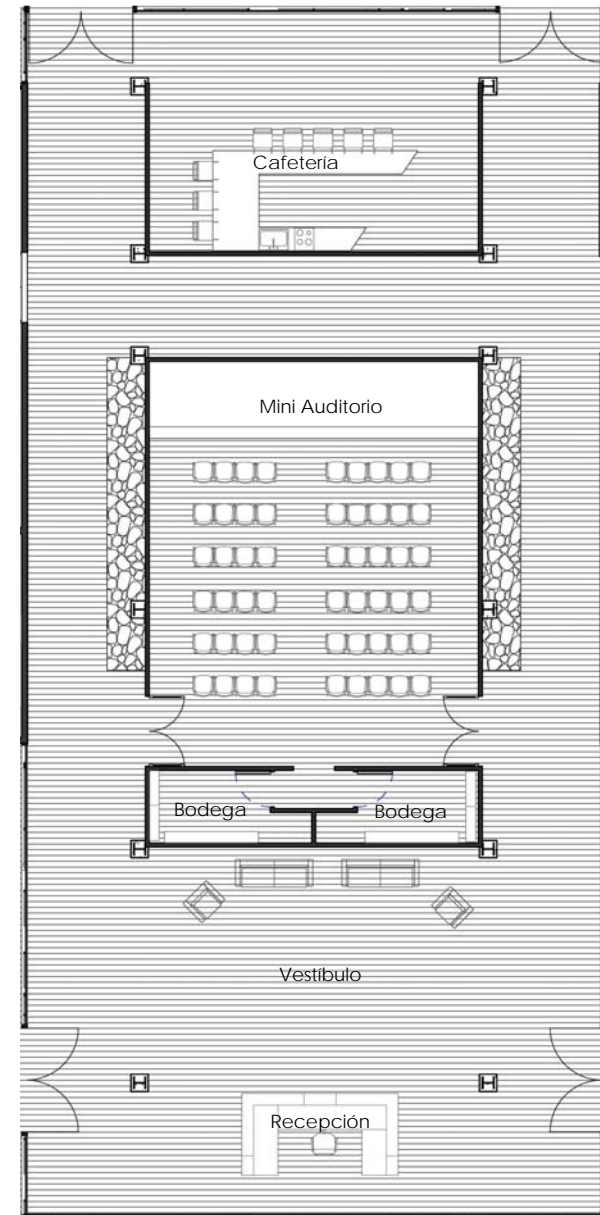 Cafetería
Mini Auditorio
Bodega
Bodega
Vestíbulo
Recepción